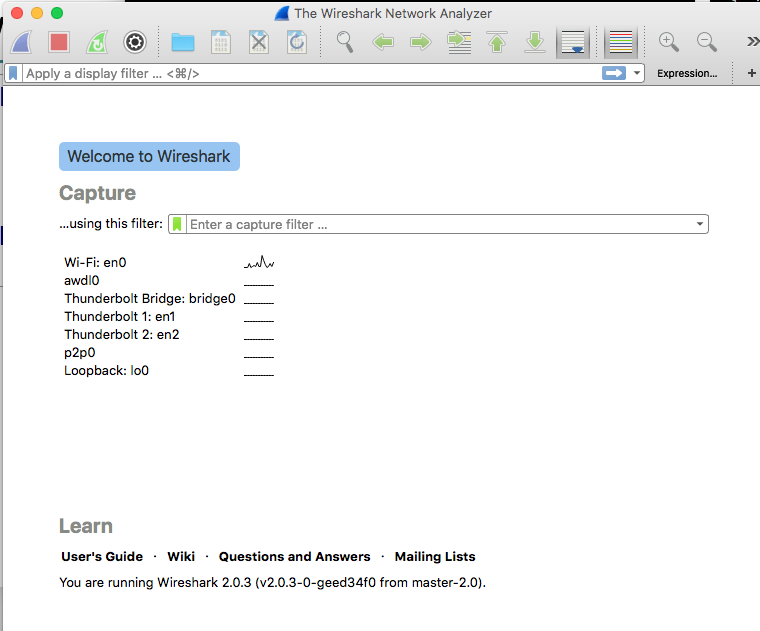 The Wireshark Network Analyzer
Apply a display filter ... <⌘/>
Expression...
+
Welcome to Wireshark
Capture
...using this filter: Enter a capture filter ...
Wi-Fi: en0
awdl0
Thunderbolt Bridge: bridge0
Thunderbolt 1: en1
Thunderbolt 2: en2
p2p0
Loopback: lo0
Learn
User's Guide · Wiki · Questions and Answers · Mailing Lists
You are running Wireshark 2.0.3 (v2.0.3-0-geed34f0 from master-2.0).